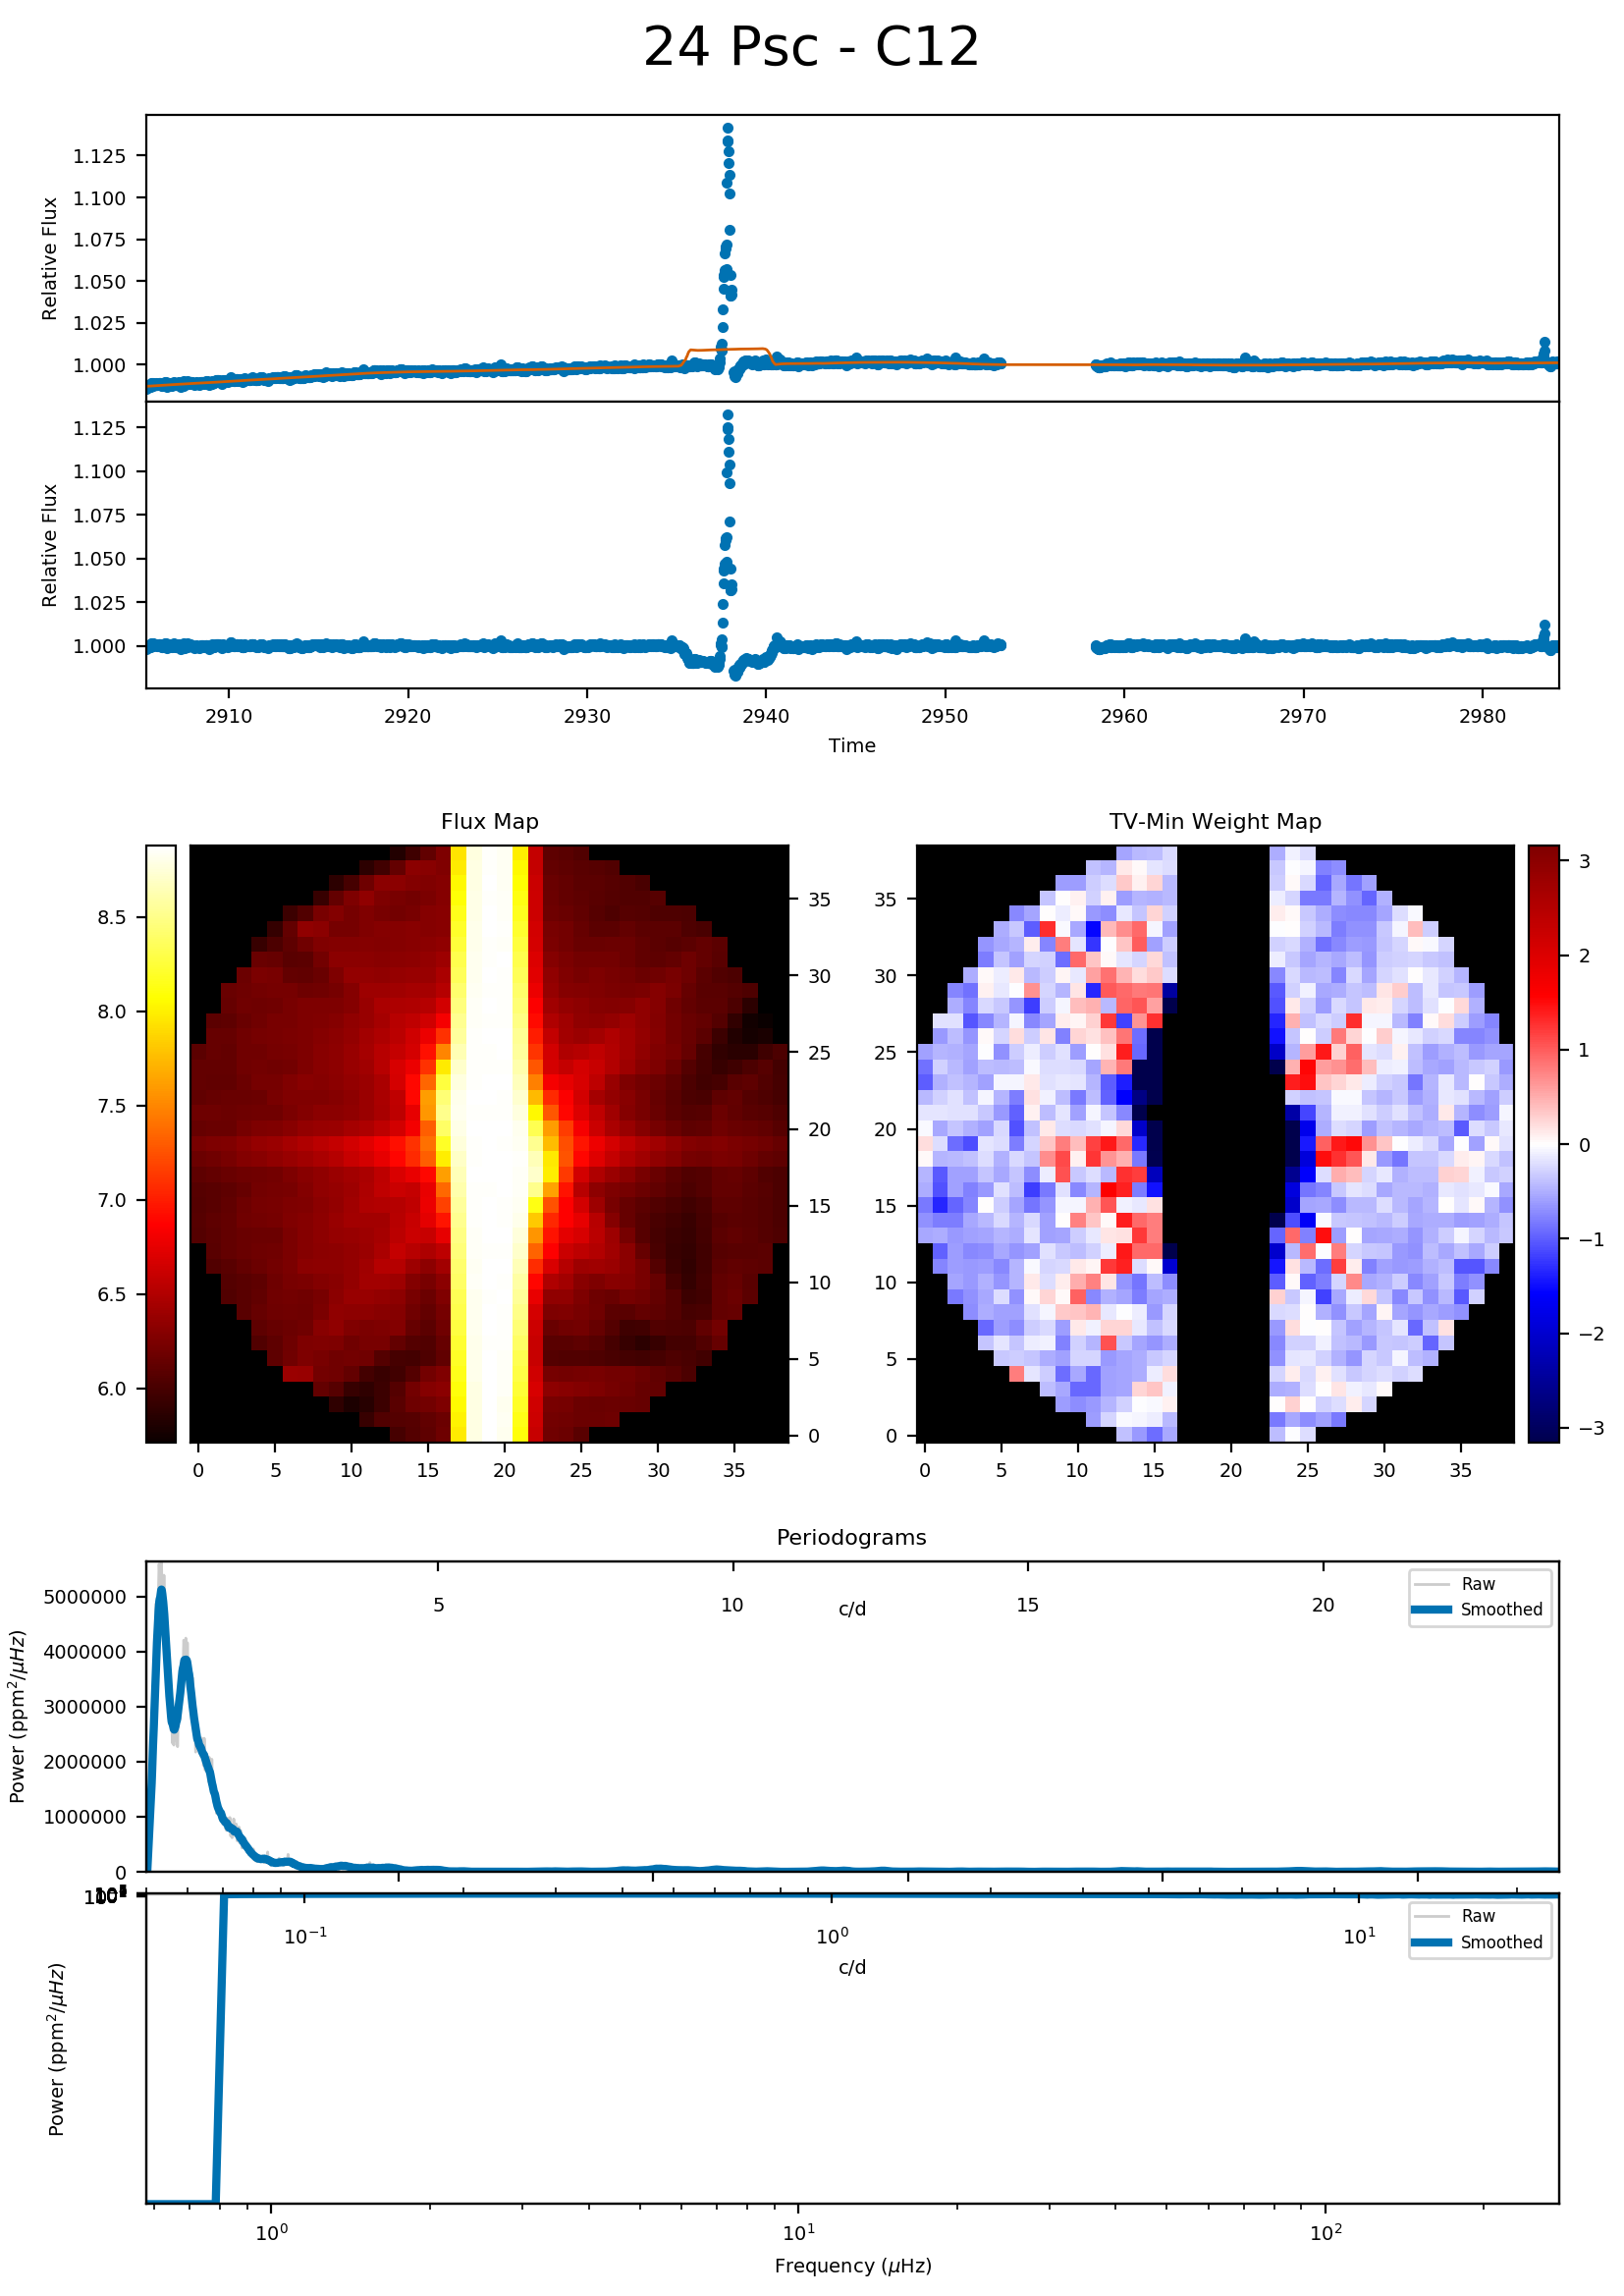 24 Psc - C12
Relative Flux
1.125
1.100
1.075
1.050
1.025
1.000
Relative Flux
1.125
1.100
1.075
1.050
1.025
1.000
2910 2920 2930 2940 2950 2960 2970 2980
Time
Flux Map
8.5
8.0
7.5
7.0
6.5
6.0
35
30
25
20
15
10
5
0
0 5 10 15 20 25 30 35
TV-Min Weight Map
35
30
25
20
15
10
5
0
0 5 10 15 20 25 30 35
3
2
1
0
−1
−2
−3
Periodograms
Power (ppm²/μHz)
5000000
4000000
3000000
2000000
1000000
0
5 10 15 20
c/d
Raw
Smoothed
Power (ppm²/μHz)
10⁻¹ 10⁰ 10¹
c/d
Raw
Smoothed
10⁰ 10¹ 10²
Frequency (μHz)